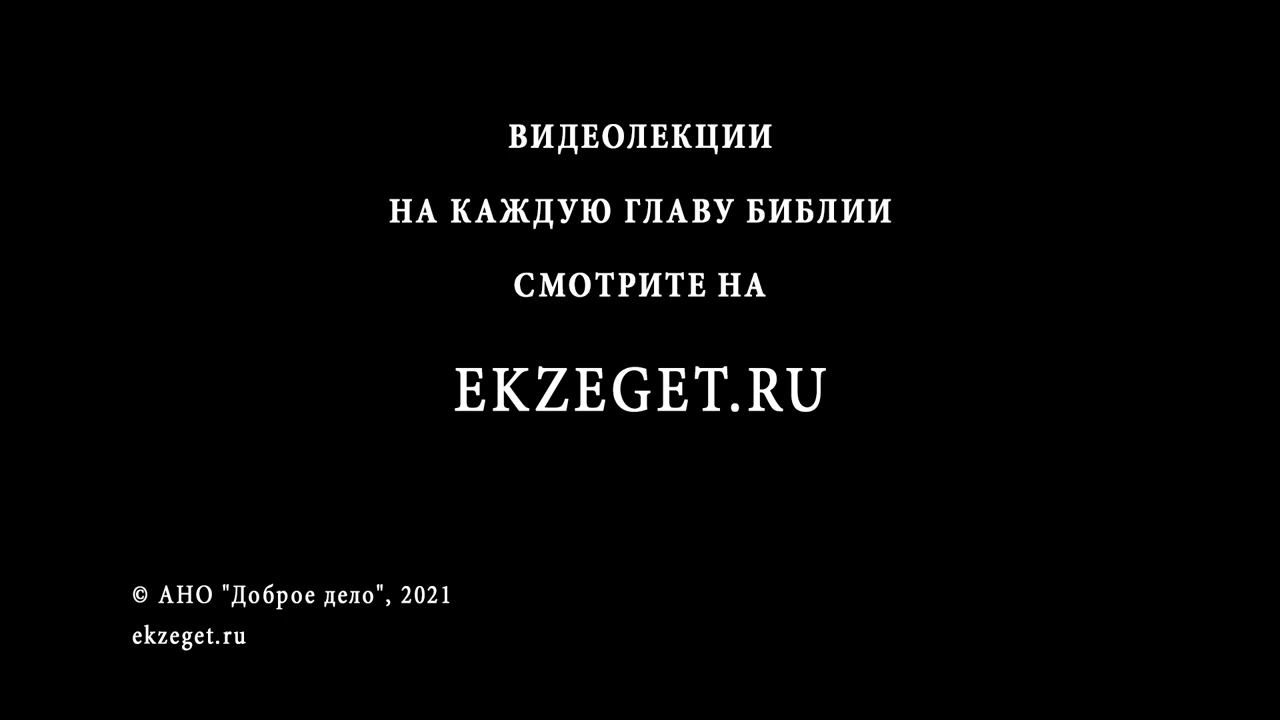 ВИДЕОЛЕКЦИИ
НА КАЖДУЮ ГЛАВУ БИБЛИИ
СМОТРИТЕ НА
EKZEGET.RU
© АНО "Доброе дело", 2021
ekzeget.ru